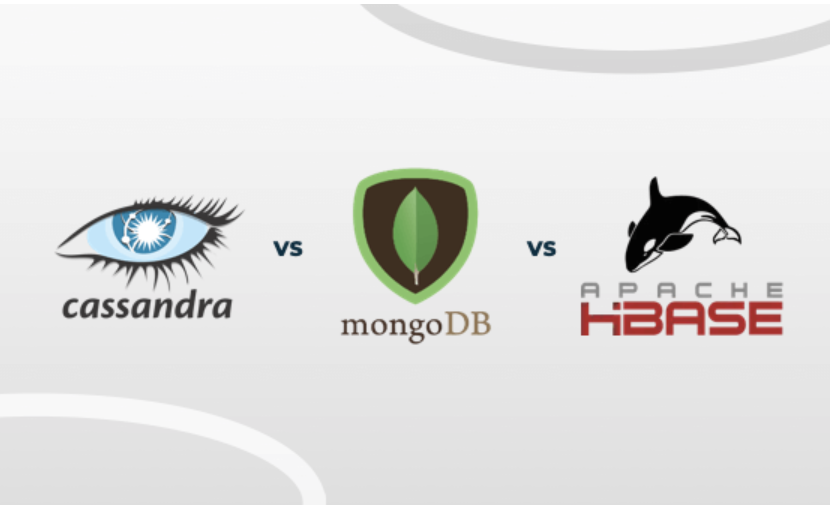 cassandra
vs
mongoDB
vs
APACHE
HBASE